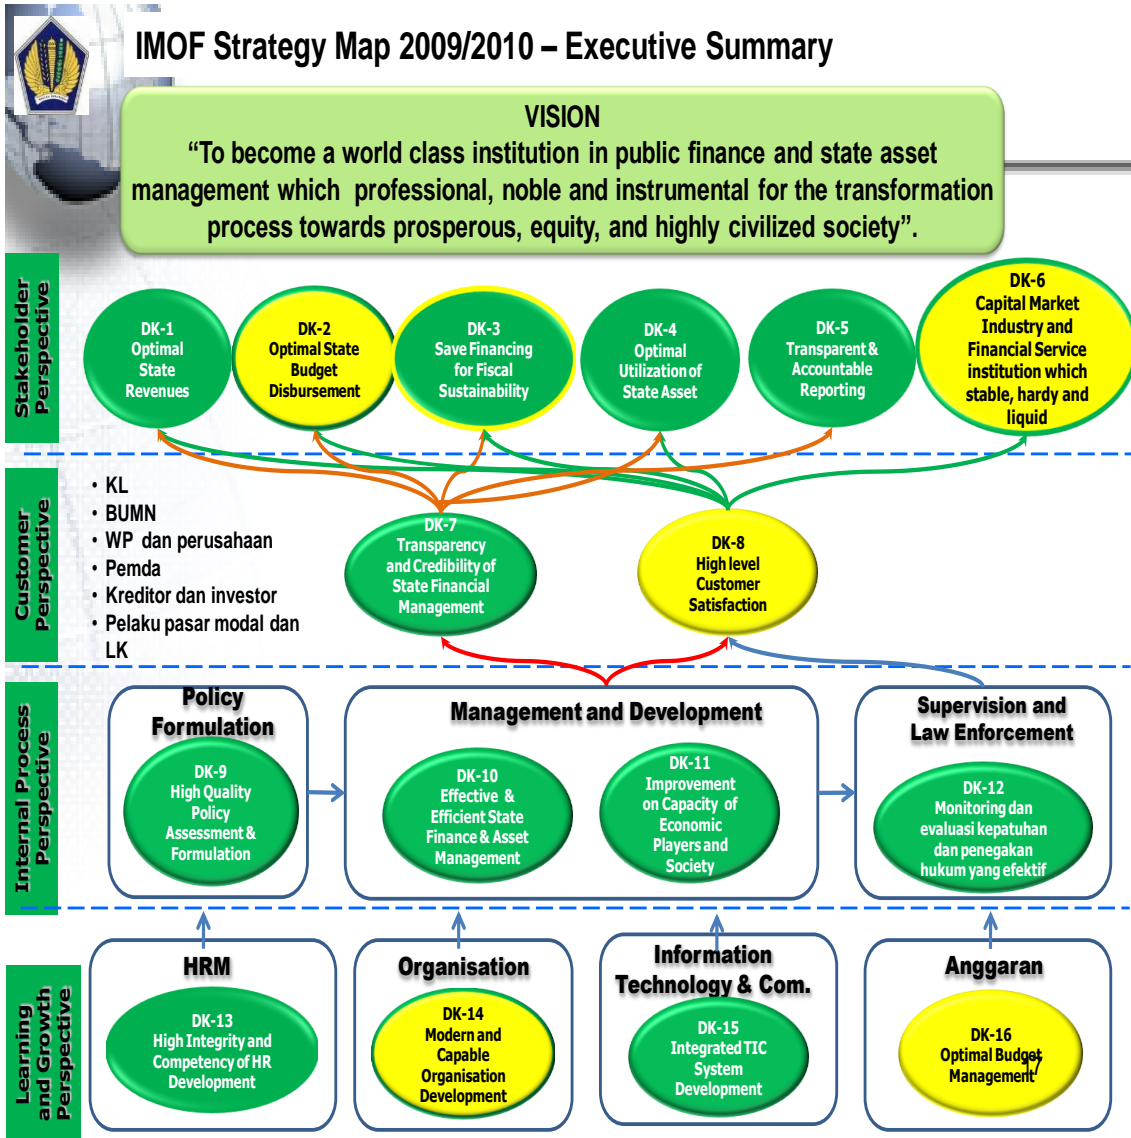 IMOF Strategy Map 2009/2010 – Executive Summary
VISION
“To become a world class institution in public finance and state asset
management which professional, noble and instrumental for the transformation
process towards prosperous, equity, and highly civilized society”.
Stakeholder
Perspective
DK-1
Optimal
State
Revenues
DK-2
Optimal State
Budget
Disbursement
DK-3
Save Financing
for Fiscal
Sustainability
DK-4
Optimal
Utilization of
State Asset
DK-5
Transparent &
Accountable
Reporting
DK-6
Capital Market
Industry and
Financial Service
institution which
stable, hardy and
liquid
Customer
Perspective
• KL
• BUMN
• WP dan perusahaan
• Pemda
• Kreditor dan investor
• Pelaku pasar modal dan
LK
DK-7
Transparency
and Credibility of
State Financial
Management
DK-8
High level
Customer
Satisfaction
Internal Process
Perspective
Policy
Formulation
DK-9
High Quality
Policy
Assessment &
Formulation
Management and Development
DK-10
Effective &
Efficient State
Finance & Asset
Management
DK-11
Improvement
on Capacity of
Economic
Players and
Society
Supervision and
Law Enforcement
DK-12
Monitoring dan
evaluasi kepatuhan
dan penegakan
hukum yang efektif
Learning
and Growth
Perspective
HRM
DK-13
High Integrity and
Competency of HR
Development
Organisation
DK-14
Modern and
Capable
Organisation
Development
Information
Technology & Com.
DK-15
Integrated TIC
System
Development
Anggaran
DK-16
Optimal Budget
Management
17